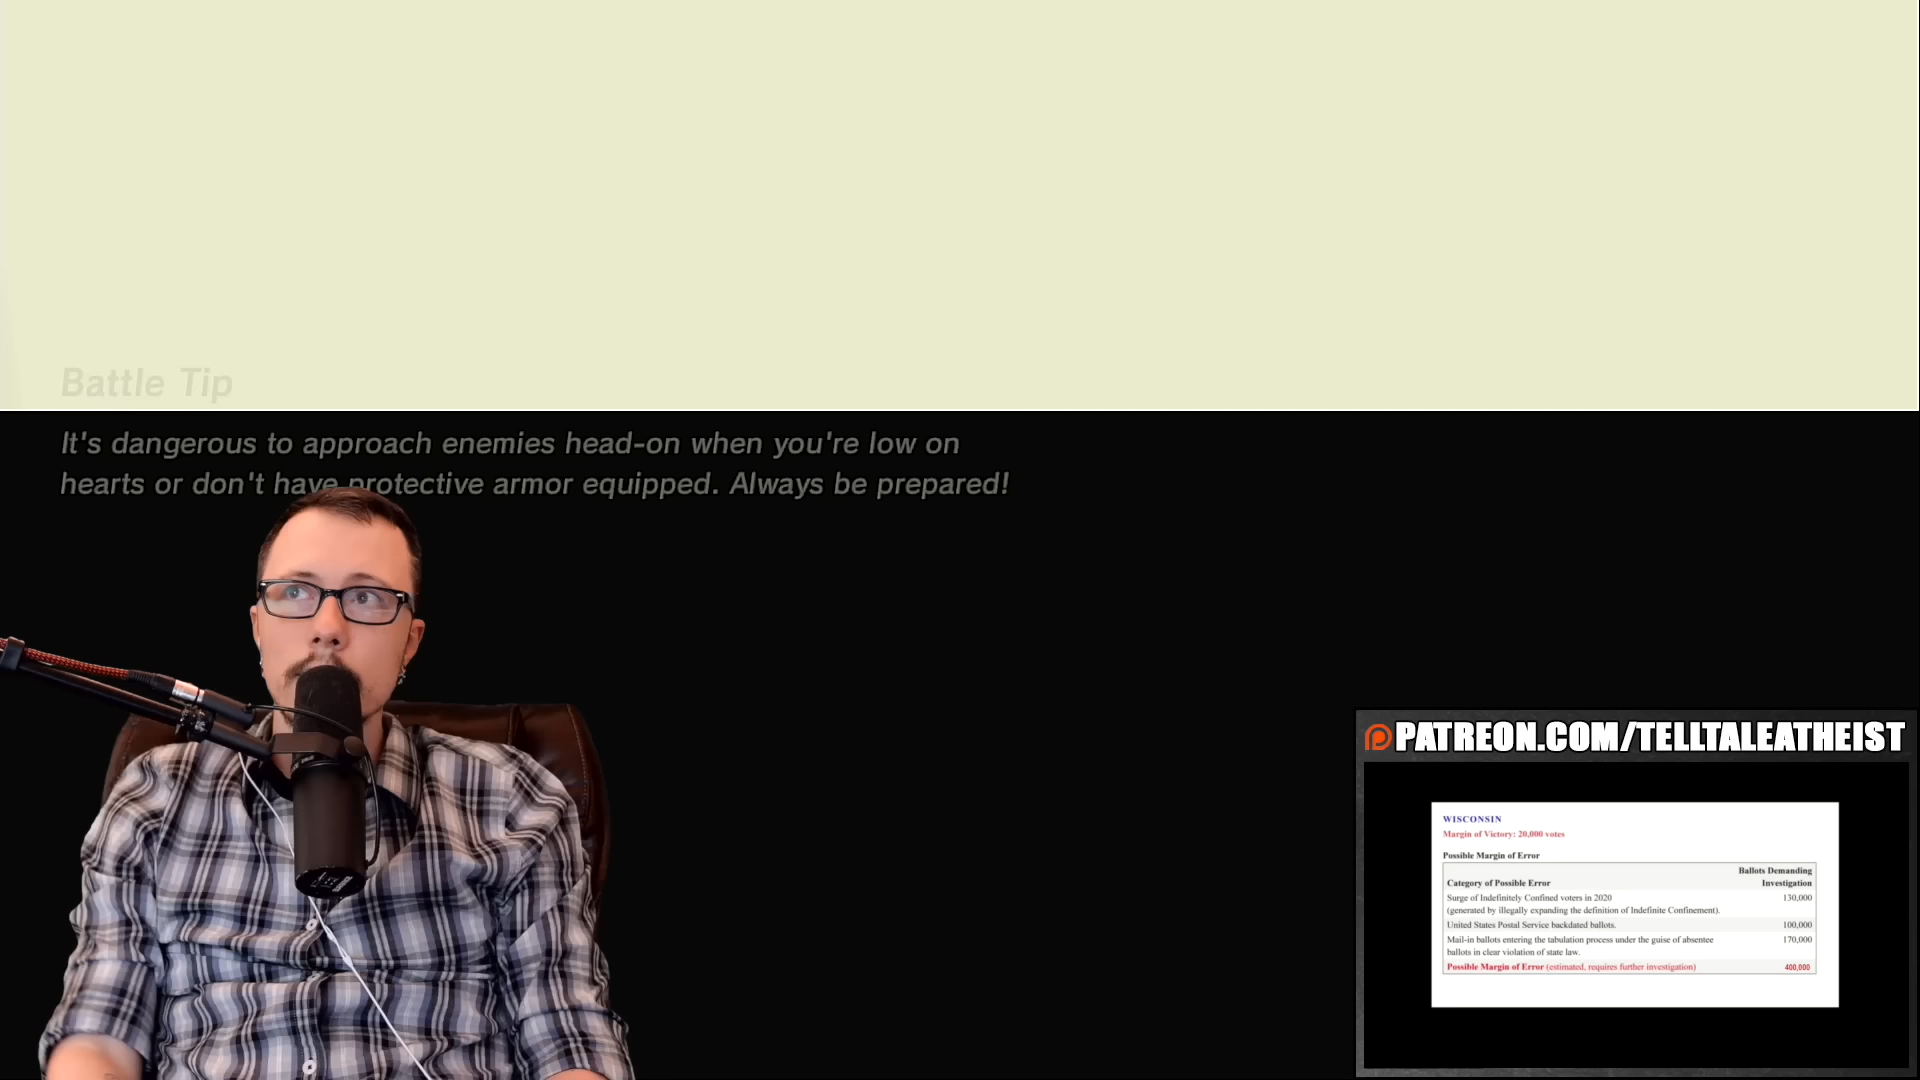 Battle Tip
It's dangerous to approach enemies head-on when you're low on
hearts or don't have protective armor equipped. Always be prepared!
PATREON.COM/TELLTALEATHEIST
WISCONSIN
Margin of Victory: 20,000 votes
Possible Margin of Error
Ballots Demanding
Category of Possible Error Investigation
Surge of Indefinitely Confined voters in 2020 130,000
(generated by illegally expanding the definition of Indefinite Confinement).
United States Postal Service backdated ballots. 100,000
Mail-in ballots entering the tabulation process under the guise of absentee 170,000
ballots in clear violation of state law.
Possible Margin of Error (estimated, requires further investigation) 400,000